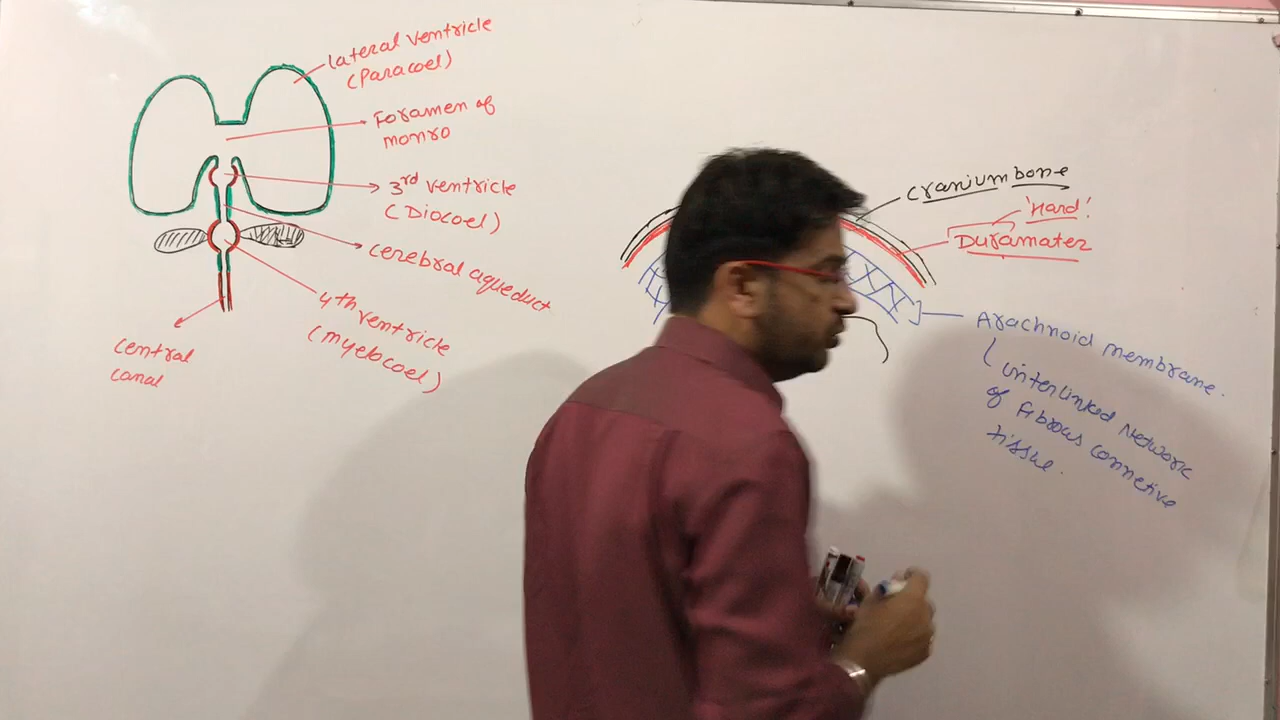 Lateral ventricle
(Paracoel)
Foramen of
monro
3rd ventricle
(Diocoel)
cerebral aqueduct
4th ventricle
(myelocoel)
central
canal
cranium bone
'Hard'
Duramater
Arachnoid membrane.
(interlinked Network
of fibrous connetive
tissue.